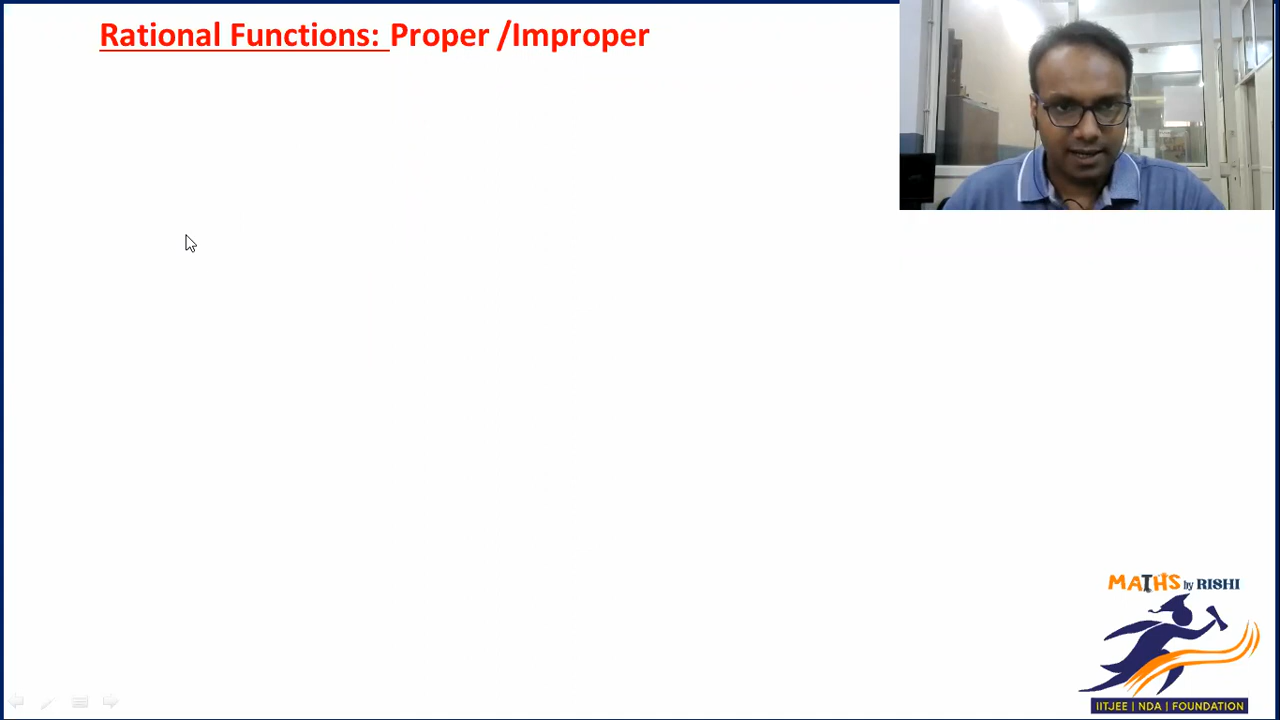 Rational Functions: Proper /Improper
MATHS by RISHI
IITJEE | NDA | FOUNDATION